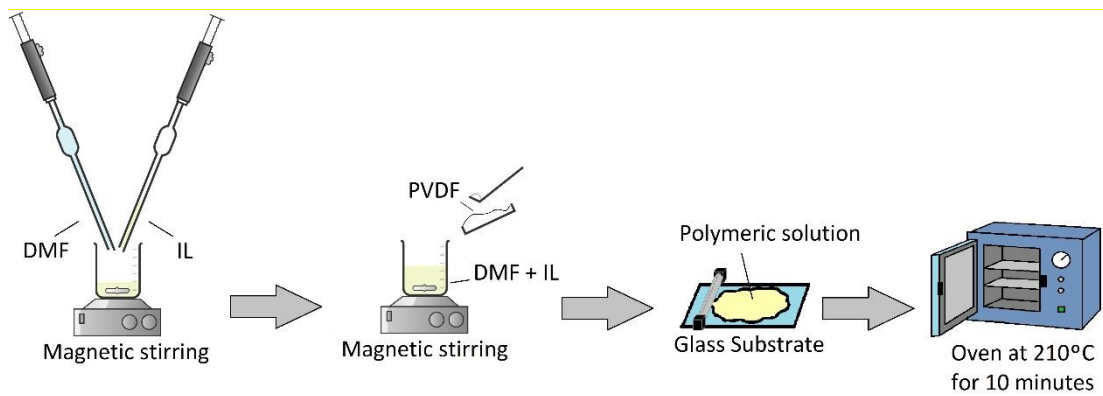 DMF
IL
Magnetic stirring
PVDF
DMF + IL
Magnetic stirring
Polymeric solution
Glass Substrate
Oven at 210ºC
for 10 minutes